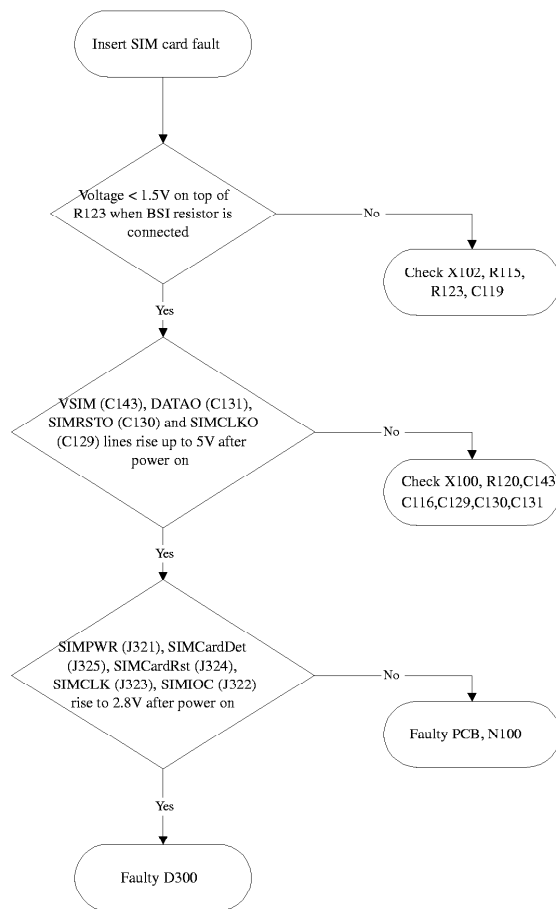 Insert SIM card fault
Voltage < 1.5V on top of
R123 when BSI resistor is
connected
No
Check X102, R115,
R123, C119
Yes
VSIM (C143), DATAO (C131),
SIMRSTO (C130) and SIMCLKO
(C129) lines rise up to 5V after
power on
No
Check X100, R120,C143
C116,C129,C130,C131
Yes
SIMPWR (J321), SIMCardDet
(J325), SIMCardRst (J324),
SIMCLK (J323), SIMIOC (J322)
rise to 2.8V after power on
No
Faulty PCB, N100
Yes
Faulty D300